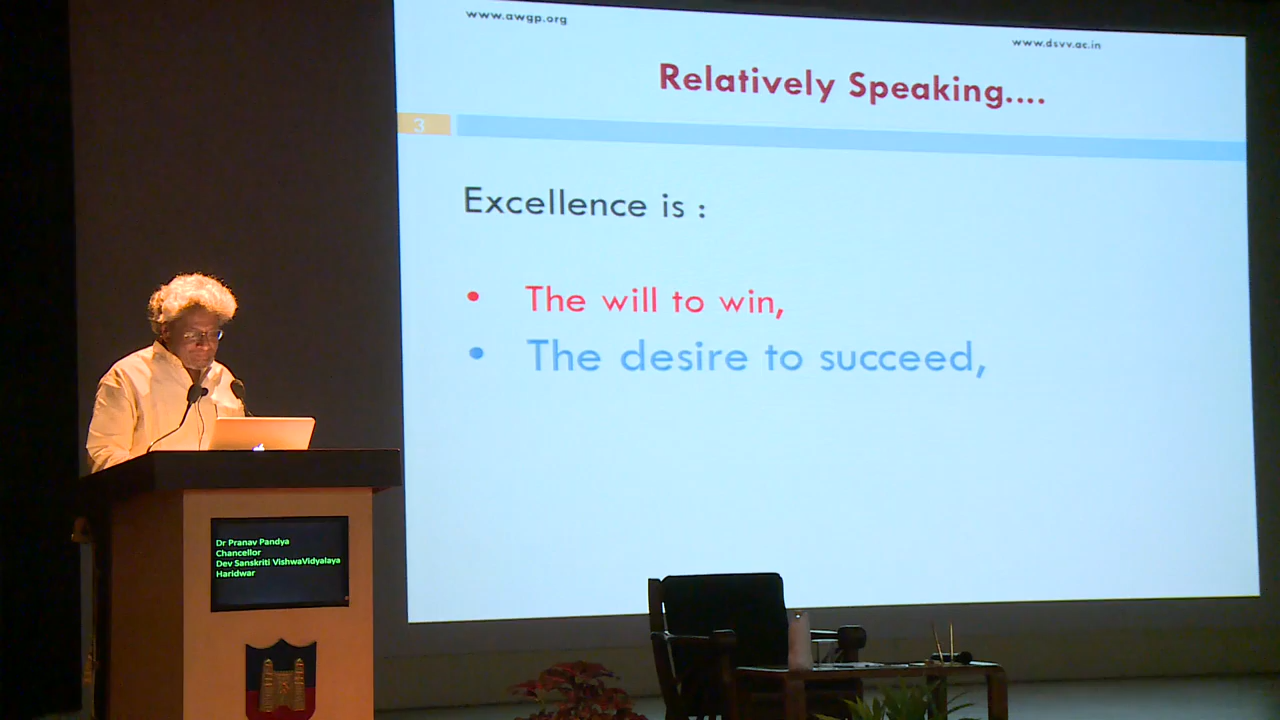 www.awgp.org
www.dsvv.ac.in
Relatively Speaking....
3
Excellence is :
• The will to win,
• The desire to succeed,
Dr Pranav Pandya
Chancellor
Dev Sanskriti VishwaVidyalaya
Haridwar